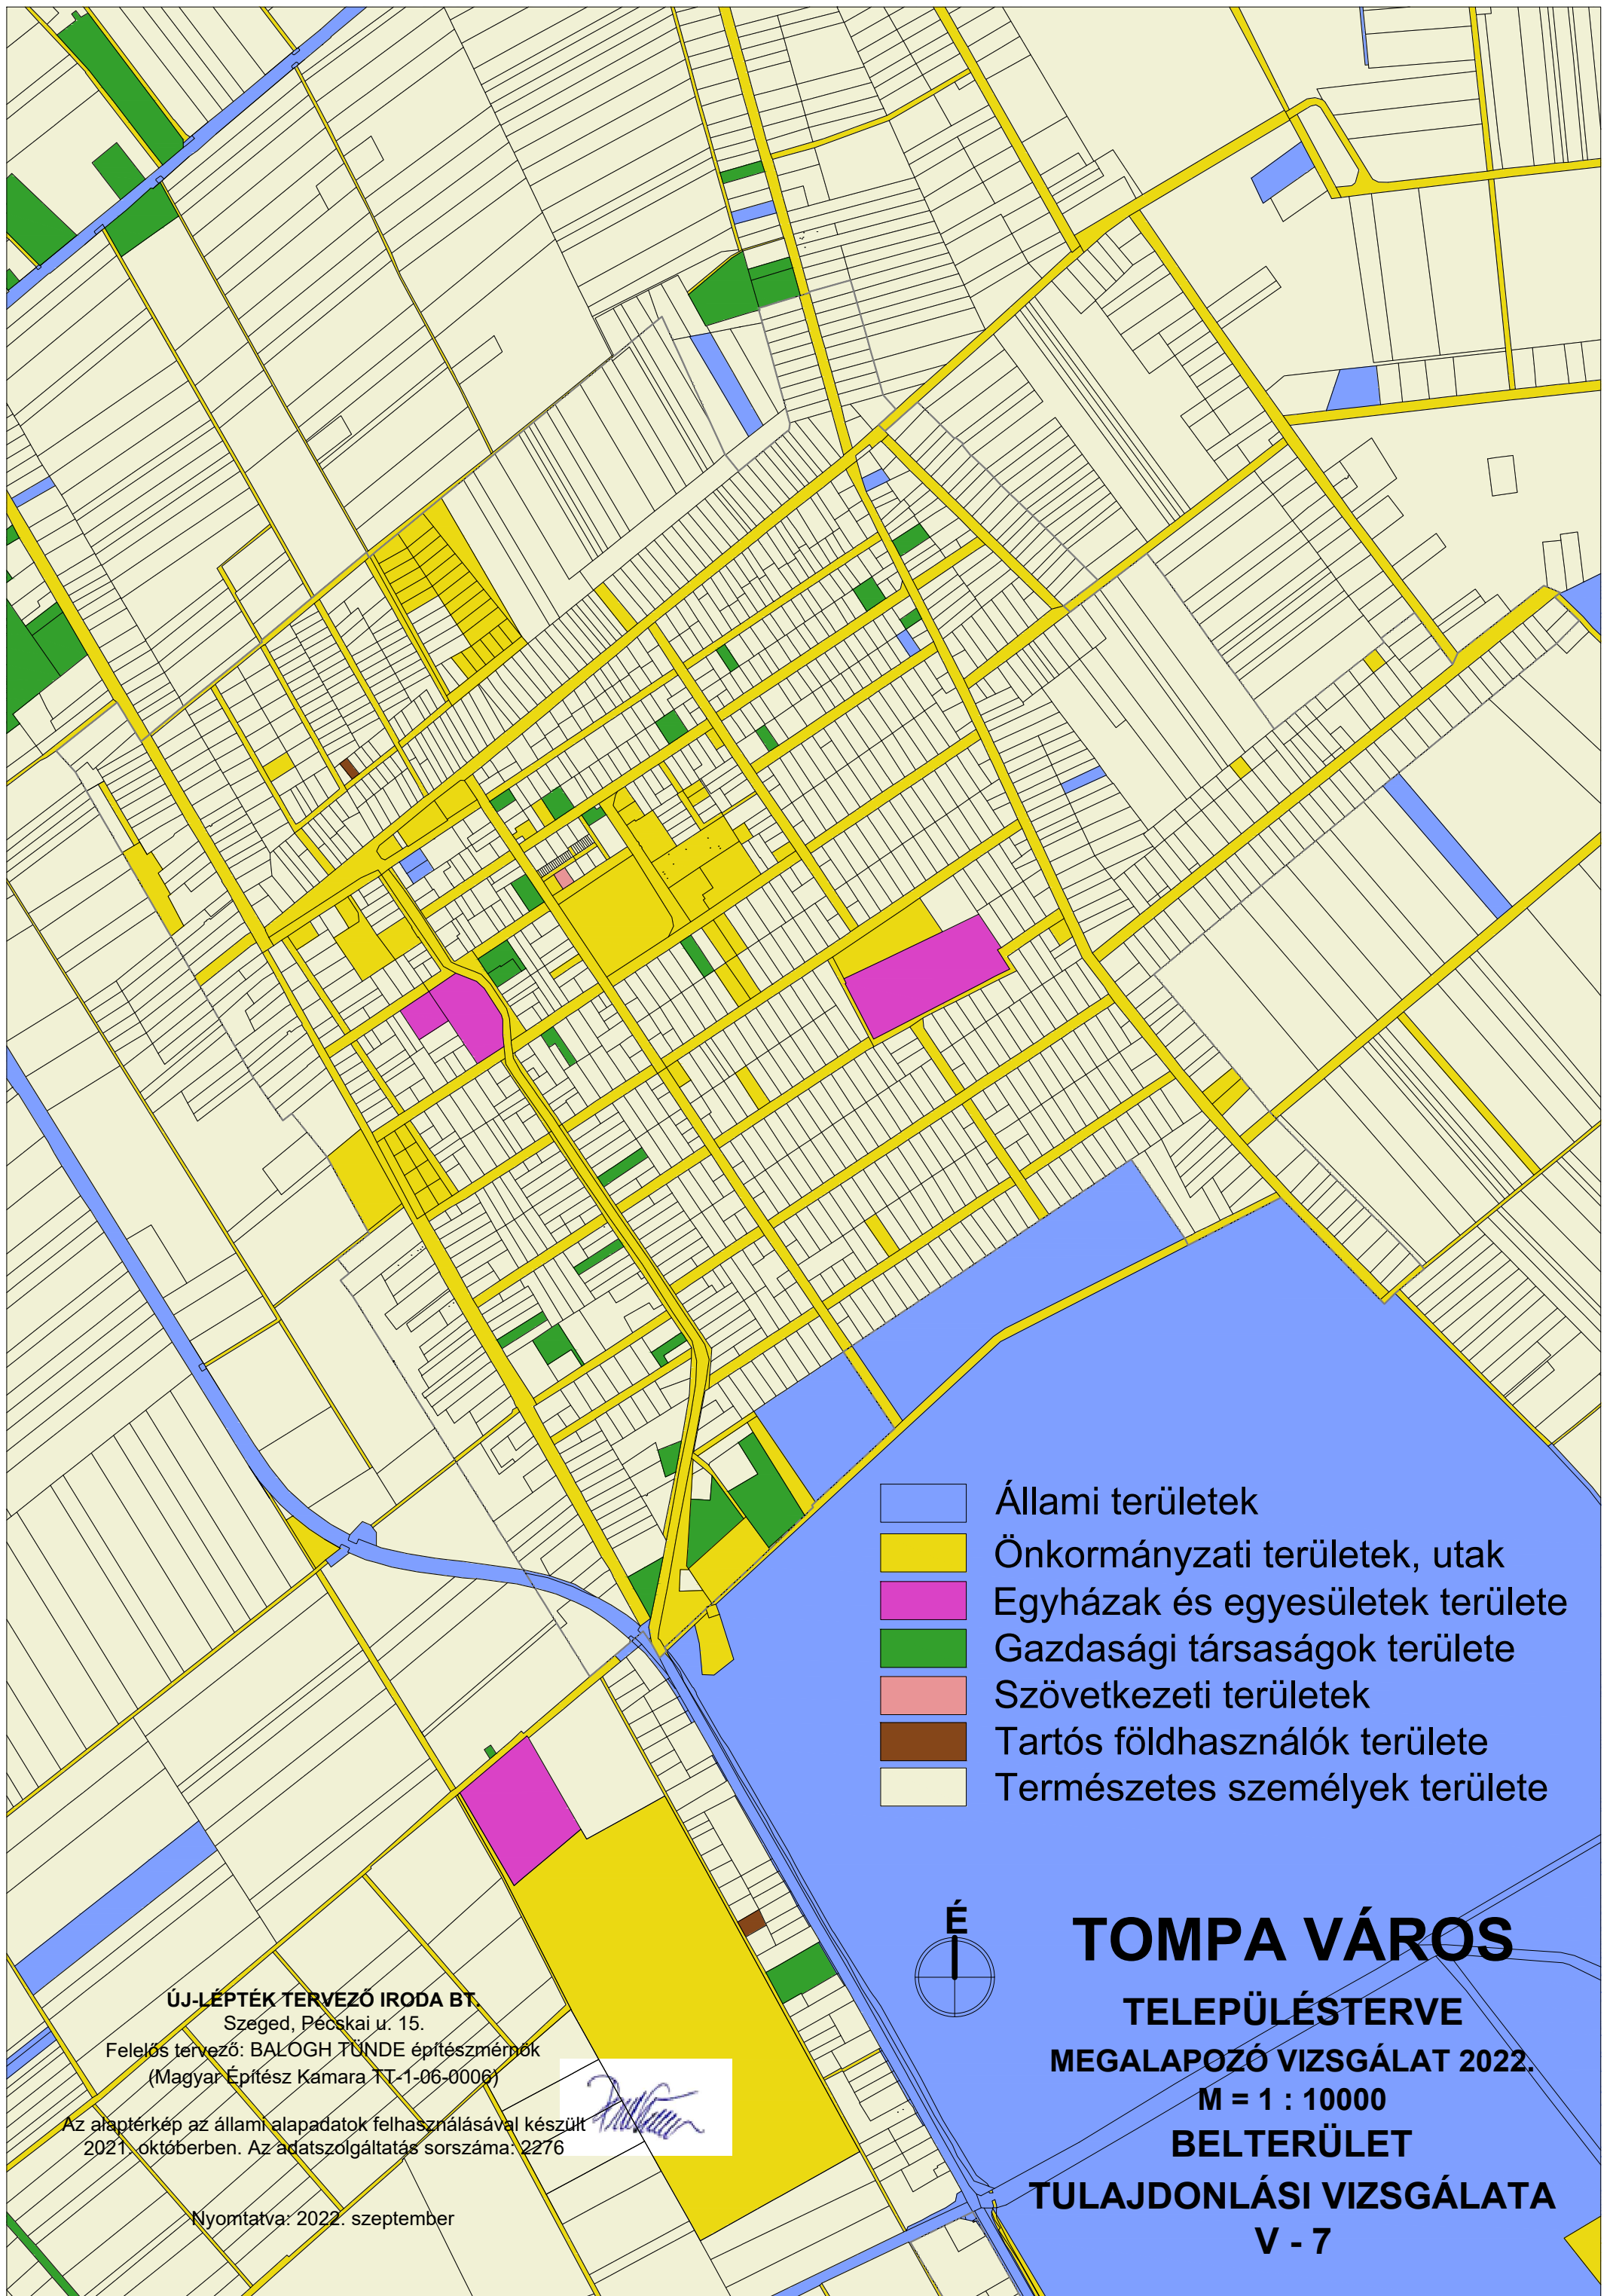 Állami területek
Önkormányzati területek, utak
Egyházak és egyesületek területe
Gazdasági társaságok területe
Szövetkezeti területek
Tartós földhasználók területe
Természetes személyek területe
É
TOMPA VÁROS
TELEPÜLÉSTERVE
MEGALAPOZÓ VIZSGÁLAT 2022.
M = 1 : 10000
BELTERÜLET
TULAJDONLÁSI VIZSGÁLATA
V - 7
ÚJ-LÉPTÉK TERVEZŐ IRODA BT.
Szeged, Pécskai u. 15.
Felelős tervező: BALOGH TÜNDE építészmérnök
(Magyar Építész Kamara TT-1-06-0006)
Az alaptérkép az állami alapadatok felhasználásával készült
2021. októberben. Az adatszolgáltatás sorszáma: 2276
Nyomtatva: 2022. szeptember